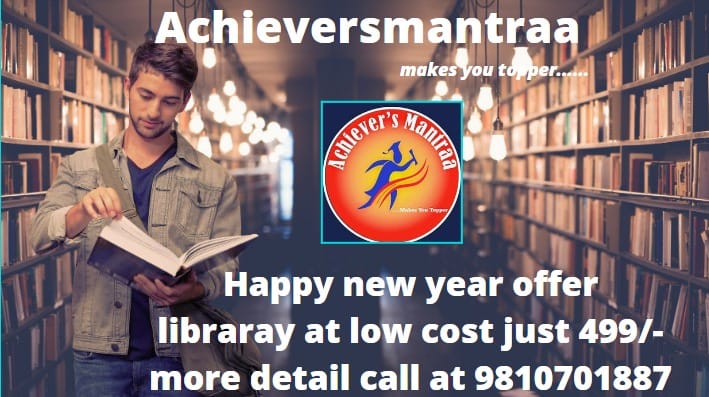 Achieversmantraa
makes you topper......
Achiever's Mantraa
...Makes You Topper
Happy new year offer
libraray at low cost just 499/-
more detail call at 9810701887